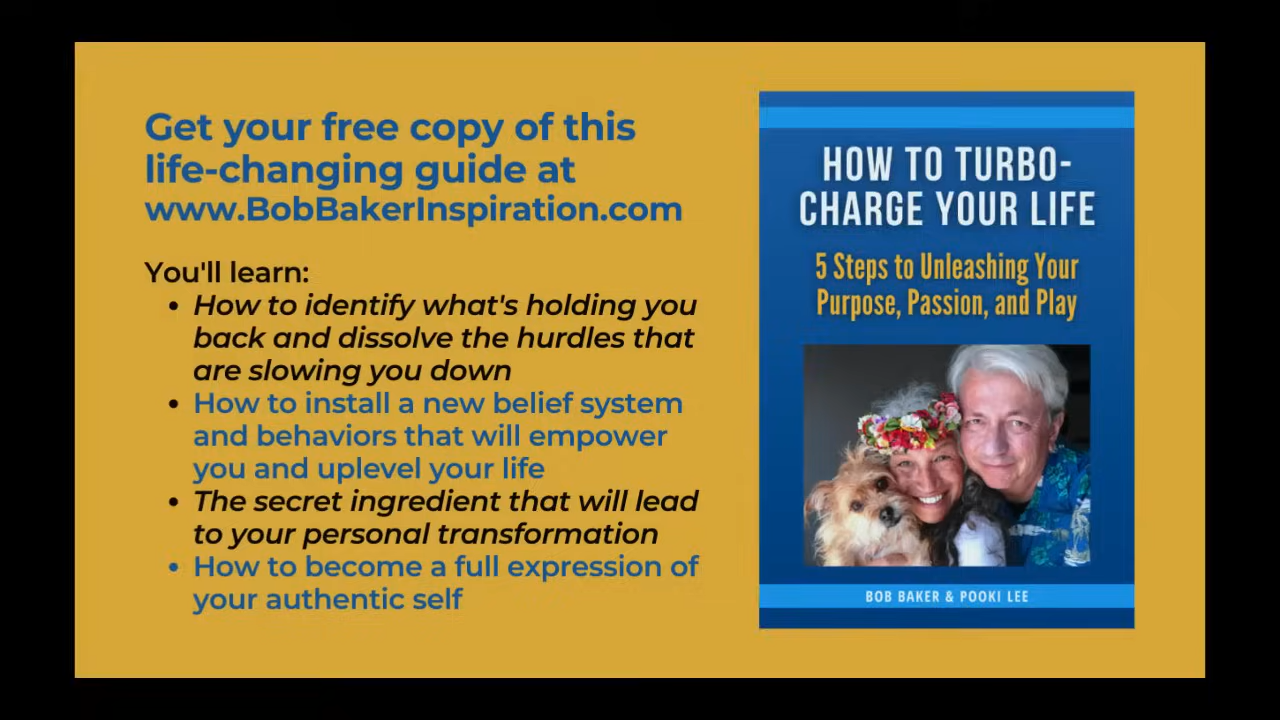 Get your free copy of this
life-changing guide at
www.BobBakerInspiration.com
You'll learn:
• How to identify what's holding you
back and dissolve the hurdles that
are slowing you down
• How to install a new belief system
and behaviors that will empower
you and uplevel your life
• The secret ingredient that will lead
to your personal transformation
• How to become a full expression of
your authentic self
HOW TO TURBO-
CHARGE YOUR LIFE
5 Steps to Unleashing Your
Purpose, Passion, and Play
BOB BAKER & POOKI LEE